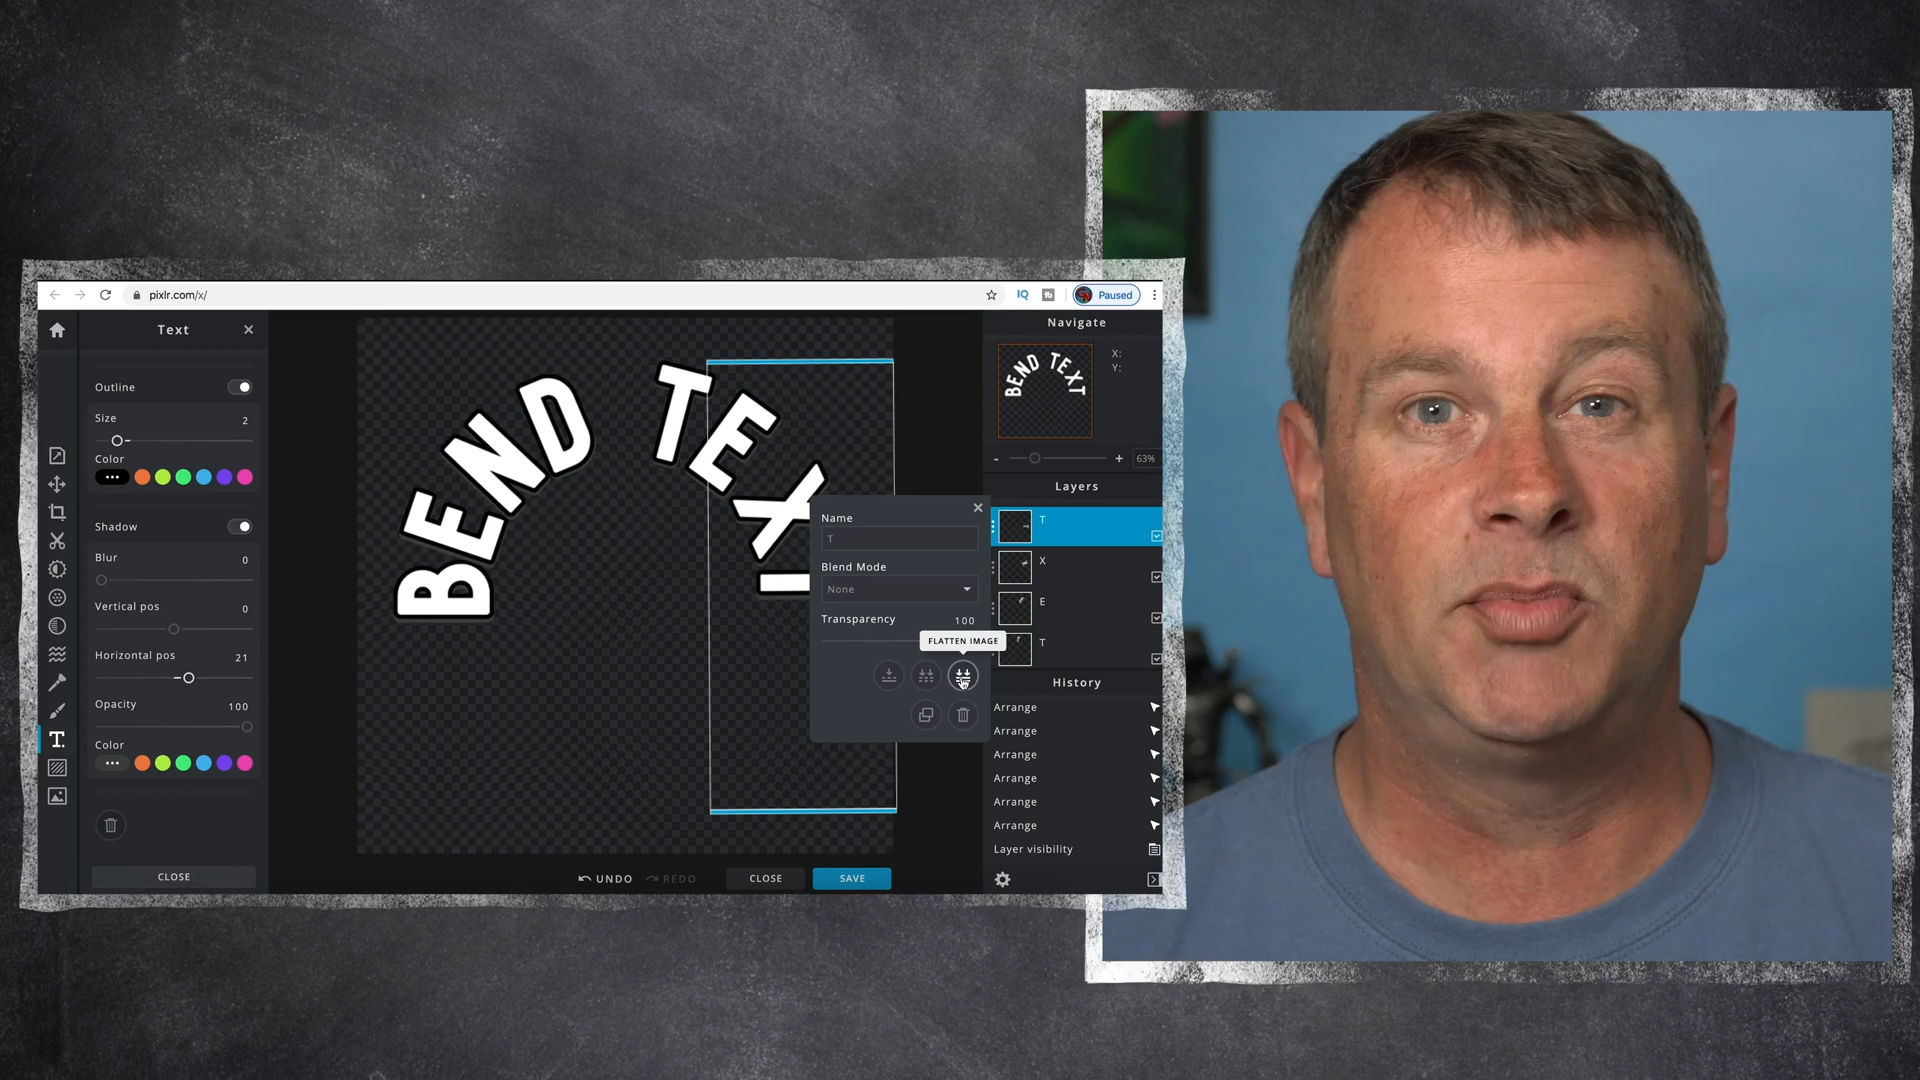 pixlr.com/x/
IQ
Paused
Text
Outline
Size 2
Color
Shadow
Blur 0
Vertical pos 0
Horizontal pos 21
Opacity 100
Color
CLOSE
BEND TEXT
Name
T
Blend Mode
None
Transparency 100
FLATTEN IMAGE
UNDO
REDO
CLOSE
SAVE
Navigate
BEND TEXT
X:
Y:
- + 63%
Layers
T
X
E
T
History
Arrange
Arrange
Arrange
Arrange
Arrange
Arrange
Layer visibility